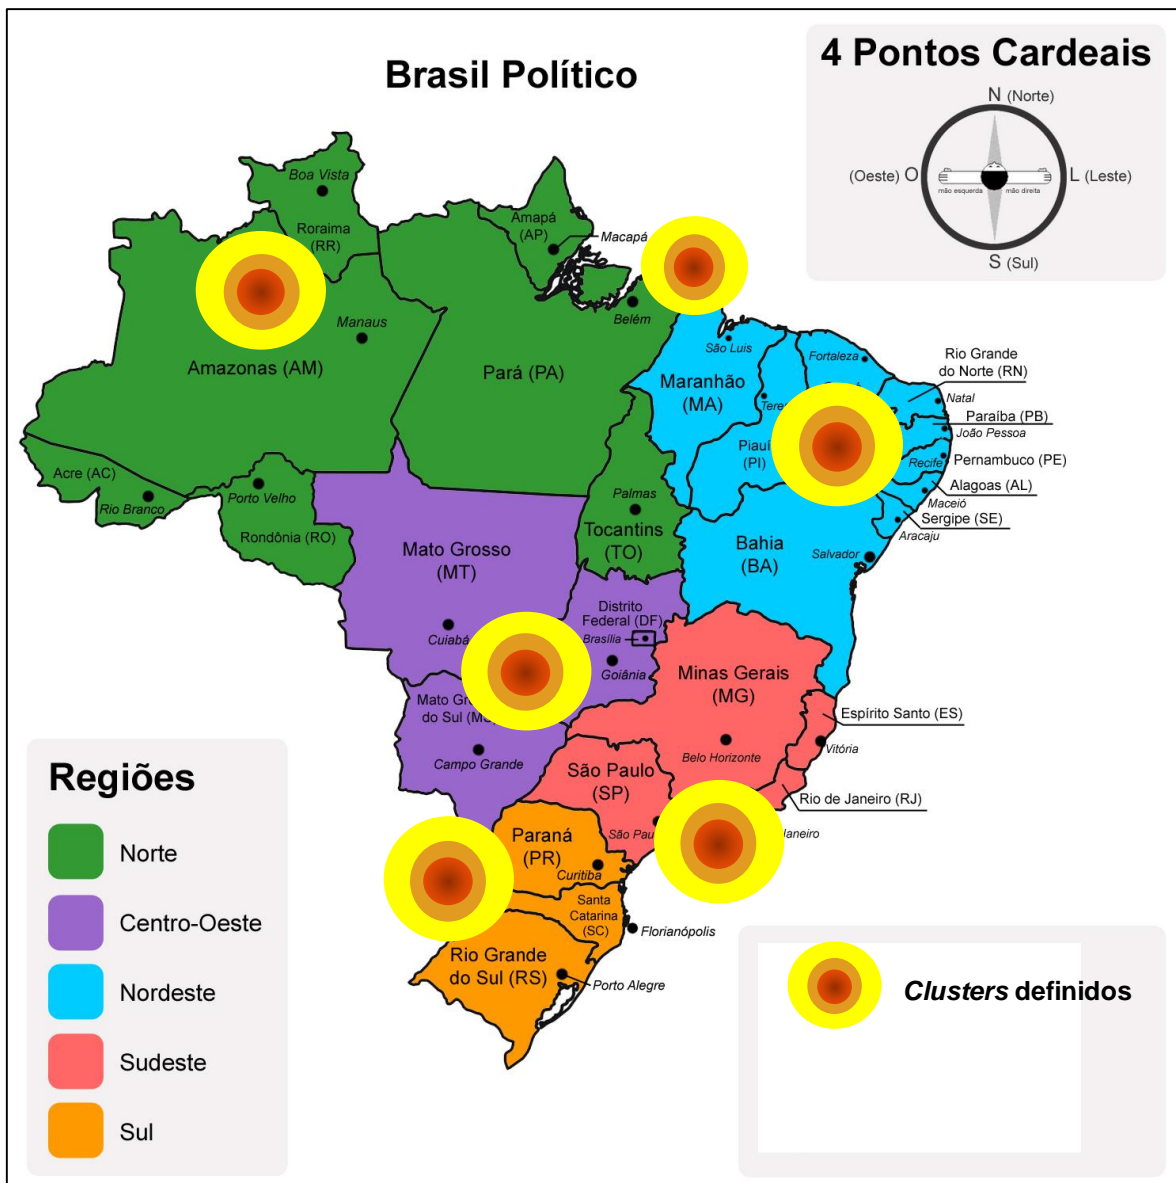 Brasil Político
4 Pontos Cardeais
N (Norte)
(Oeste) O
L (Leste)
mão esquerda
mão direita
S (Sul)
Boa Vista
Roraima
(RR)
Amapá
(AP)
Macapá
Belém
Manaus
Amazonas (AM)
Pará (PA)
São Luis
Maranhão
(MA)
Fortaleza
Rio Grande
do Norte (RN)
Natal
Paraíba (PB)
João Pessoa
(PI)
Recife
Pernambuco (PE)
Alagoas (AL)
Maceió
Sergipe (SE)
Aracaju
Acre (AC)
Rio Branco
Porto Velho
Rondônia (RO)
Palmas
Tocantins
(TO)
Mato Grosso
(MT)
Bahia
(BA)
Salvador
Distrito
Federal (DF)
Brasília
Cuiabá
Goiânia
Minas Gerais
(MG)
Mato
do Sul
Espírito Santo (ES)
Vitória
Campo Grande
Belo Horizonte
São Paulo
(SP)
Rio de Janeiro (RJ)
São
Paraná
(PR)
Curitiba
Santa
Catarina
(SC)
Florianópolis
Rio Grande
do Sul (RS)
Porto Alegre
Regiões
Norte
Centro-Oeste
Nordeste
Sudeste
Sul
Clusters definidos